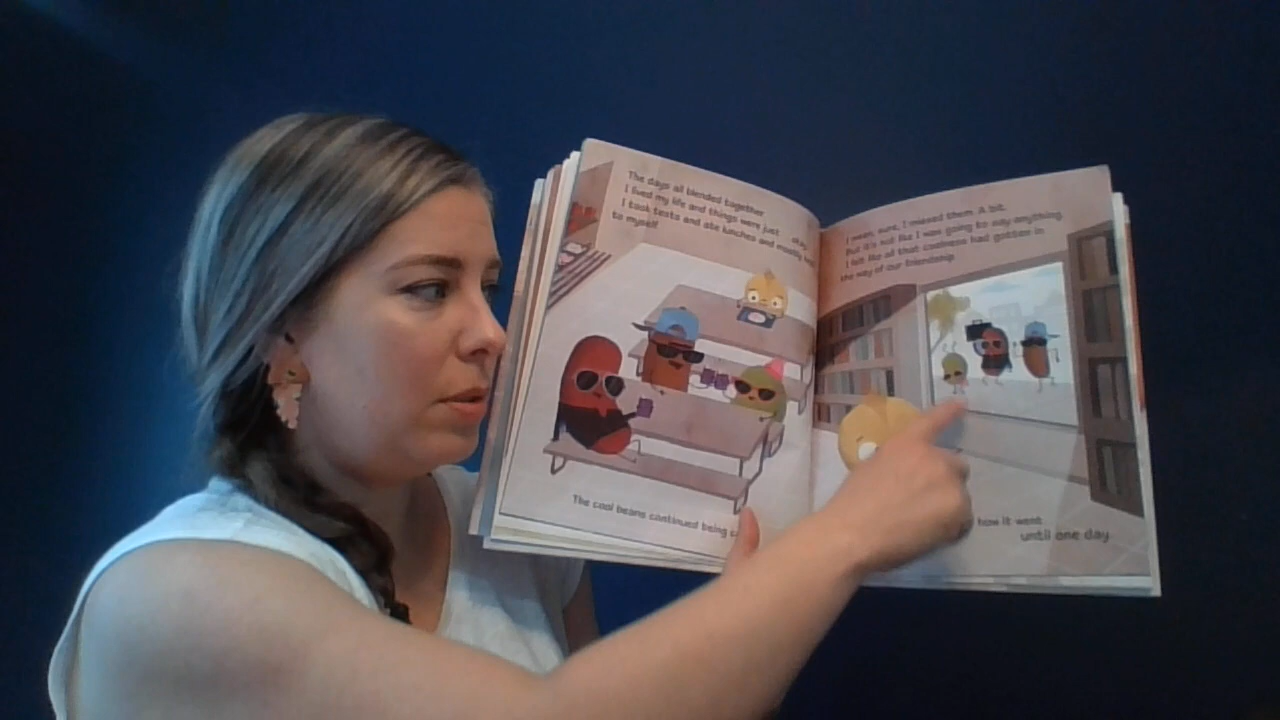 The days all blended together.
I lived my life and things were just . . . okay.
I took tests and ate lunches and mostly kept
to myself.
The cool beans continued being
I mean, sure, I missed them. A bit.
But it's not like I was going to say anything.
I felt like all that coolness had gotten in
the way of our friendship.
how it went . . .
until one day